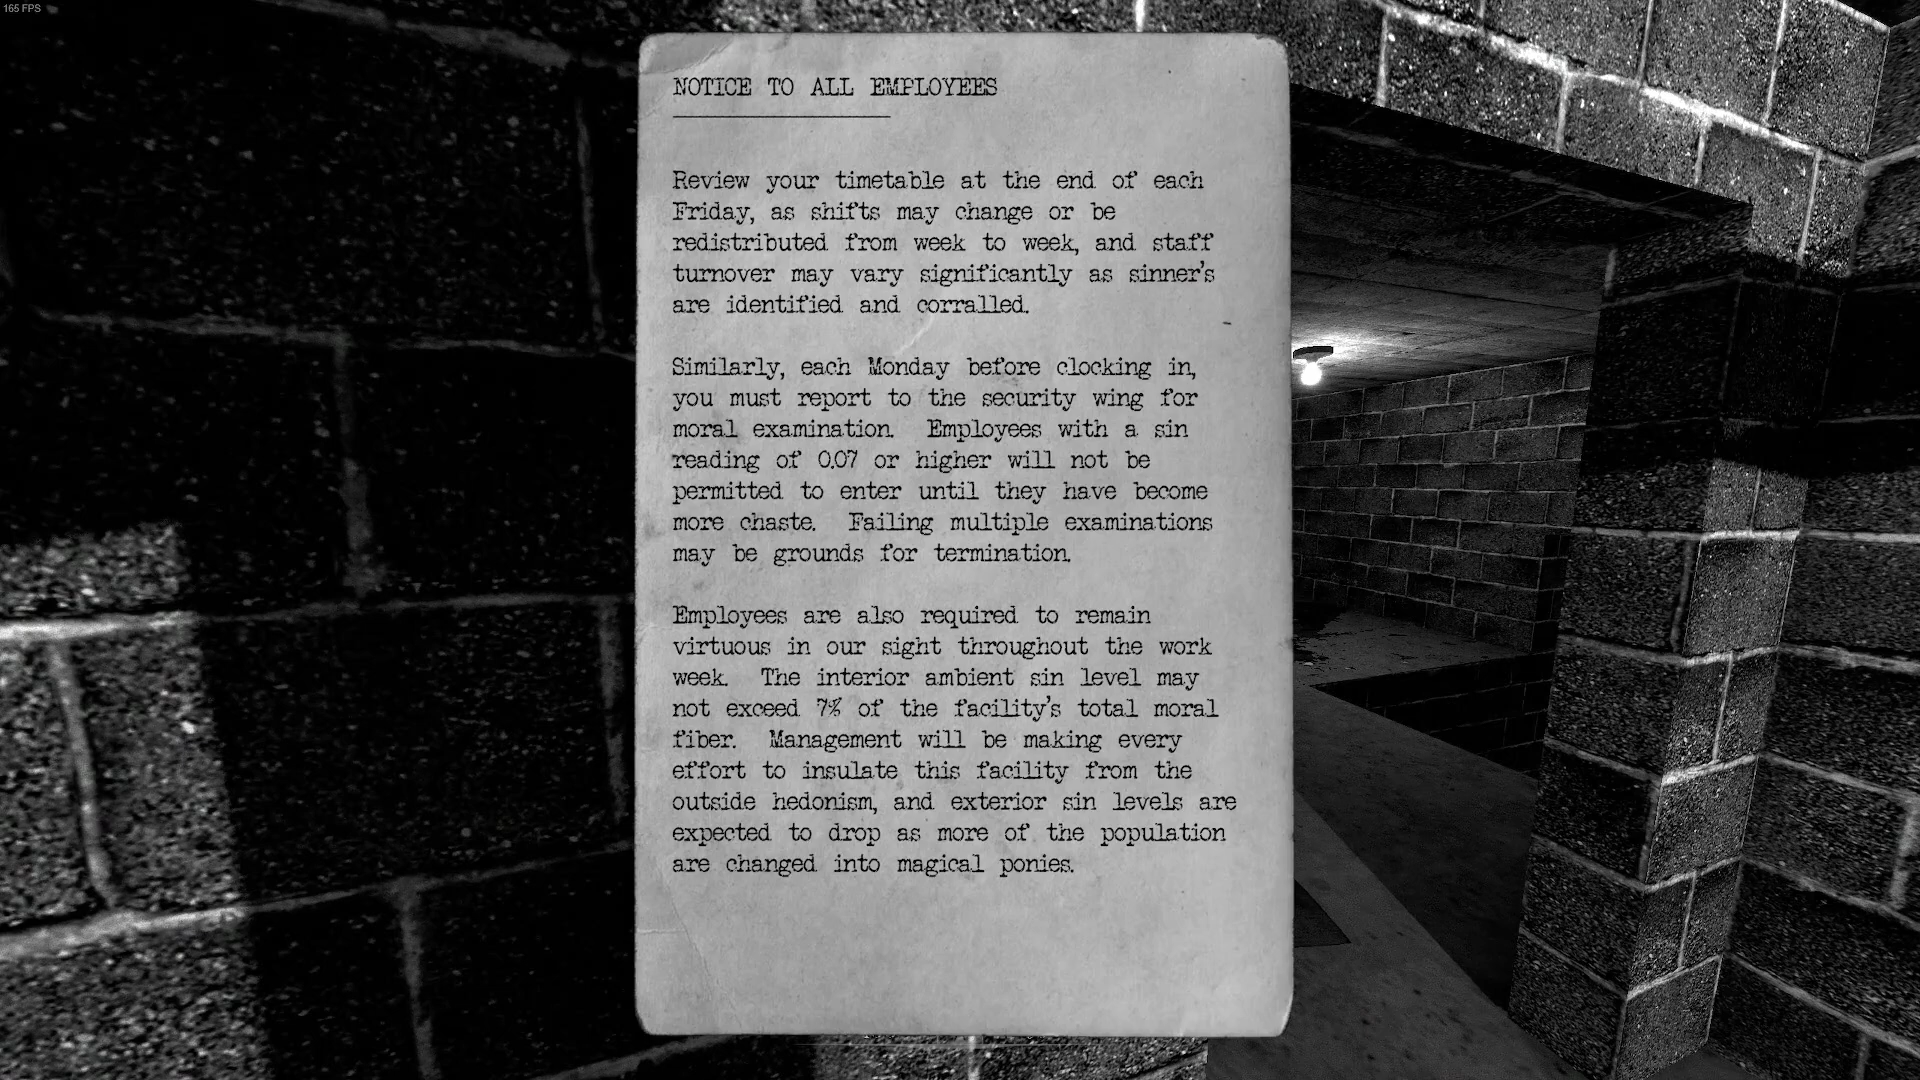 165 FPS
NOTICE TO ALL EMPLOYEES
Review your timetable at the end of each
Friday, as shifts may change or be
redistributed from week to week, and staff
turnover may vary significantly as sinner's
are identified and corralled.
Similarly, each Monday before clocking in,
you must report to the security wing for
moral examination. Employees with a sin
reading of 0.07 or higher will not be
permitted to enter until they have become
more chaste. Failing multiple examinations
may be grounds for termination.
Employees are also required to remain
virtuous in our sight throughout the work
week. The interior ambient sin level may
not exceed 7% of the facility's total moral
fiber. Management will be making every
effort to insulate this facility from the
outside hedonism, and exterior sin levels are
expected to drop as more of the population
are changed into magical ponies.